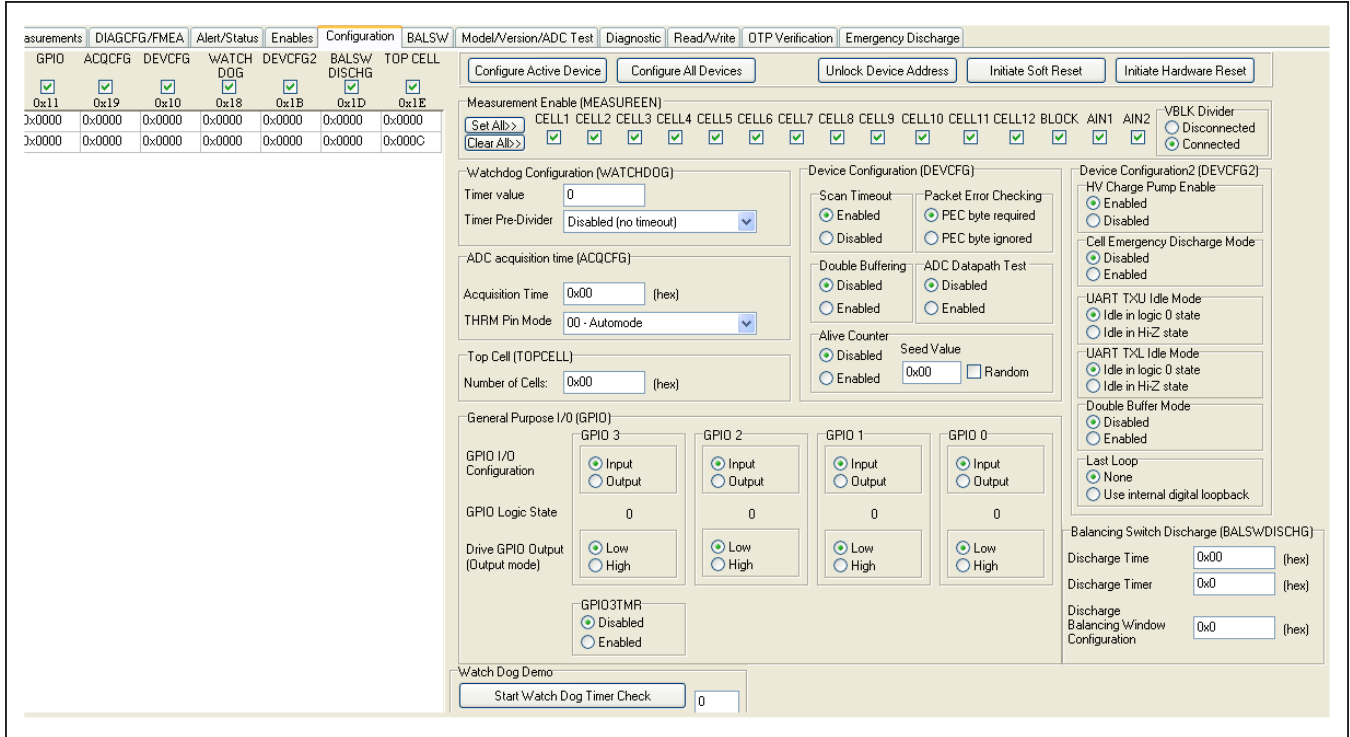 asurements DIAGCFG/FMEA Alert/Status Enables Configuration BALSW Model/Version/ADC Test Diagnostic Read/Write OTP Verification Emergency Discharge
GPIO ACQCFG DEVCFG WATCH DOG DEVCFG2 BALSW DISCHG TOP CELL
0x11 0x19 0x10 0x18 0x1B 0x1D 0x1E
0x0000 0x0000 0x0000 0x0000 0x0000 0x0000 0x0000
0x0000 0x0000 0x0000 0x0000 0x0000 0x0000 0x000C
Configure Active Device Configure All Devices Unlock Device Address Initiate Soft Reset Initiate Hardware Reset
Measurement Enable (MEASUREEN)
Set All>>
Clear All>>
CELL1 CELL2 CELL3 CELL4 CELL5 CELL6 CELL7 CELL8 CELL9 CELL10 CELL11 CELL12 BLOCK AIN1 AIN2
VBLK Divider
Disconnected
Connected
Watchdog Configuration (WATCHDOG)
Timer value 0
Timer Pre-Divider Disabled (no timeout)
ADC acquisition time (ACQCFG)
Acquisition Time 0x00 (hex)
THRM Pin Mode 00 - Automode
Top Cell (TOPCELL)
Number of Cells: 0x00 (hex)
Device Configuration (DEVCFG)
Scan Timeout
Enabled
Disabled
Packet Error Checking
PEC byte required
PEC byte ignored
Double Buffering
Disabled
Enabled
ADC Datapath Test
Disabled
Enabled
Alive Counter
Disabled
Enabled
Seed Value
0x00 Random
Device Configuration2 (DEVCFG2)
HV Charge Pump Enable
Enabled
Disabled
Cell Emergency Discharge Mode
Disabled
Enabled
UART TXU Idle Mode
Idle in logic 0 state
Idle in Hi-Z state
UART TXL Idle Mode
Idle in logic 0 state
Idle in Hi-Z state
Double Buffer Mode
Disabled
Enabled
Last Loop
None
Use internal digital loopback
General Purpose I/O (GPIO)
GPIO 3 GPIO 2 GPIO 1 GPIO 0
GPIO I/O
Configuration
Input Input Input Input
Output Output Output Output
GPIO Logic State 0 0 0 0
Drive GPIO Output
(Output mode)
Low Low Low Low
High High High High
GPIO3TMR
Disabled
Enabled
Balancing Switch Discharge (BALSWDISCHG)
Discharge Time 0x00 (hex)
Discharge Timer 0x0 (hex)
Discharge
Balancing Window
Configuration
0x0 (hex)
Watch Dog Demo
Start Watch Dog Timer Check 0